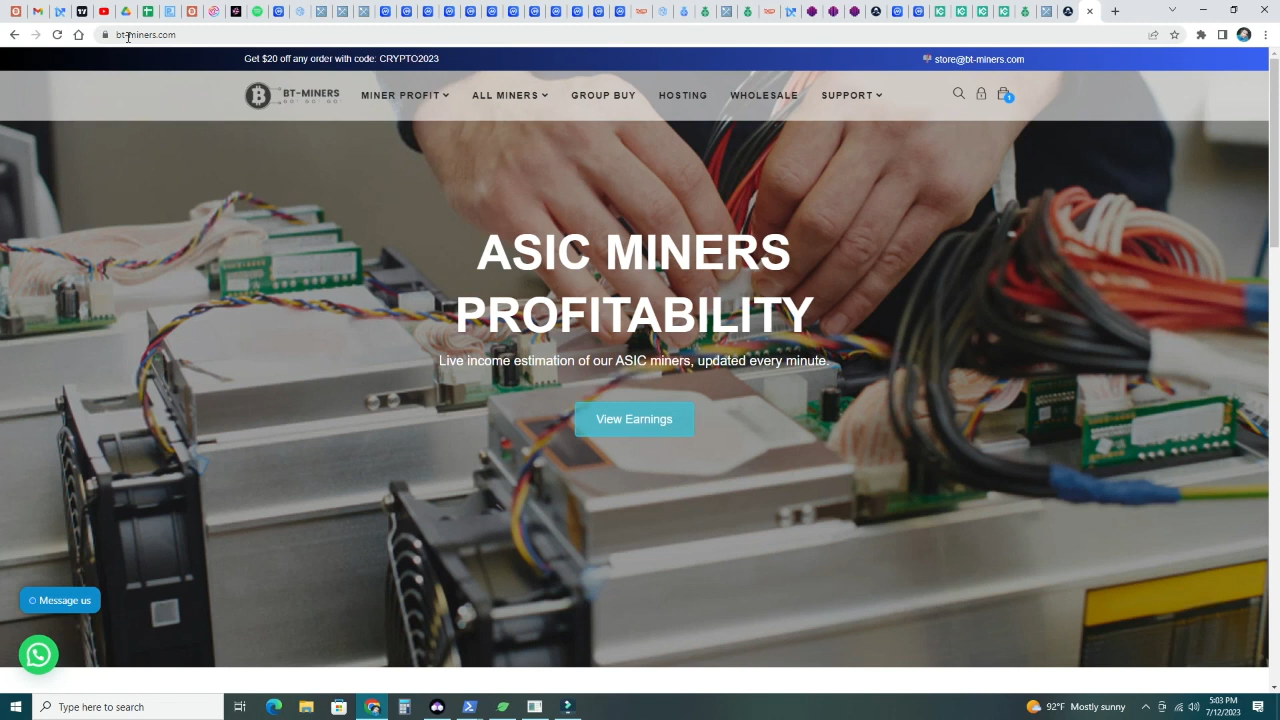 bt-miners.com
Get $20 off any order with code: CRYPTO2023
store@bt-miners.com
BT-MINERS
MINER PROFIT
ALL MINERS
GROUP BUY
HOSTING
WHOLESALE
SUPPORT
1
ASIC MINERS
PROFITABILITY
Live income estimation of our ASIC miners, updated every minute.
View Earnings
Message us
Type here to search
92°F Mostly sunny
5:03 PM
7/12/2023